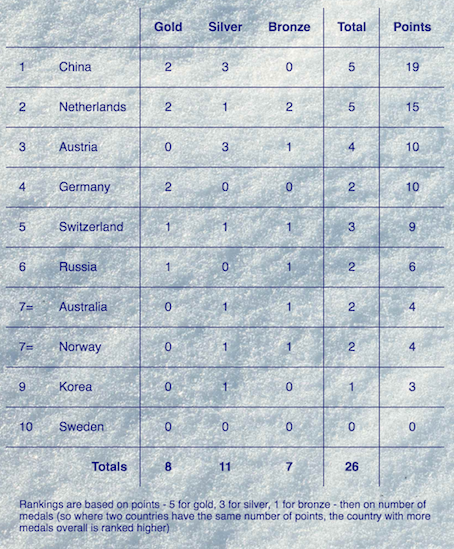 Gold Silver Bronze Total Points
1 China 2 3 0 5 19
2 Netherlands 2 1 2 5 15
3 Austria 0 3 1 4 10
4 Germany 2 0 0 2 10
5 Switzerland 1 1 1 3 9
6 Russia 1 0 1 2 6
7= Australia 0 1 1 2 4
7= Norway 0 1 1 2 4
9 Korea 0 1 0 1 3
10 Sweden 0 0 0 0 0
Totals 8 11 7 26
Rankings are based on points - 5 for gold, 3 for silver, 1 for bronze - then on number of
medals (so where two countries have the same number of points, the country with more
medals overall is ranked higher)